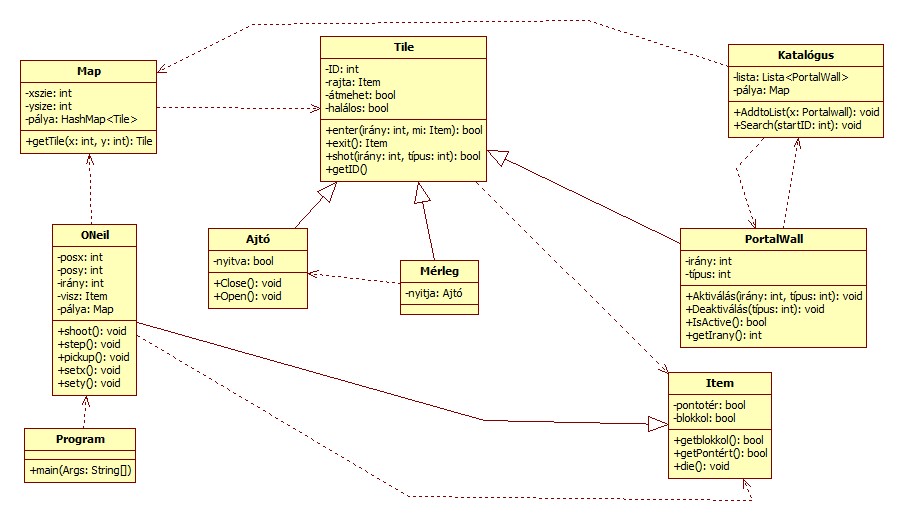 Map
-xszie: int
-ysize: int
-pálya: HashMap<Tile>
+getTile(x: int, y: int): Tile
Tile
-ID: int
-rajta: Item
-átmehet: bool
-halálos: bool
+enter(irány: int, mi: Item): bool
+exit(): Item
+shot(irány: int, típus: int): bool
+getID()
Katalógus
-lista: Lista<PortalWall>
-pálya: Map
+AddtoList(x: Portalwall): void
+Search(startID: int): void
ONeil
-posx: int
-posy: int
-irány: int
-visz: Item
-pálya: Map
+shoot(): void
+step(): void
+pickup(): void
+setx(): void
+sety(): void
Ajtó
-nyitva: bool
+Close(): void
+Open(): void
Mérleg
-nyitja: Ajtó
PortalWall
-irány: int
-típus: int
+Aktiválás(irány: int, típus: int): void
+Deaktiválás(típus: int): void
+IsActive(): bool
+getIrany(): int
Item
-pontotér: bool
-blokkol: bool
+getblokkol(): bool
+getPontért(): bool
+die(): void
Program
+main(Args: String[])